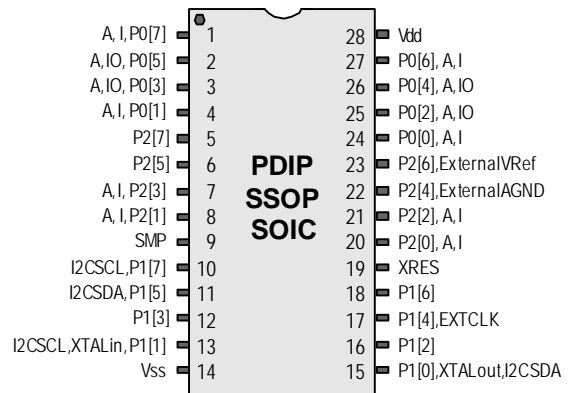 A, I, P0[7] 1 28 Vdd
A, IO, P0[5] 2 27 P0[6], A, I
A, IO, P0[3] 3 26 P0[4], A, IO
A, I, P0[1] 4 25 P0[2], A, IO
P2[7] 5 24 P0[0], A, I
P2[5] 6 PDIP 23 P2[6], ExternalVRef
A, I, P2[3] 7 SSOP 22 P2[4], ExternalAGND
A, I, P2[1] 8 SOIC 21 P2[2], A, I
SMP 9 20 P2[0], A, I
I2CSCL, P1[7] 10 19 XRES
I2CSDA, P1[5] 11 18 P1[6]
P1[3] 12 17 P1[4], EXTCLK
I2CSCL, XTALin, P1[1] 13 16 P1[2]
Vss 14 15 P1[0], XTALout, I2CSDA